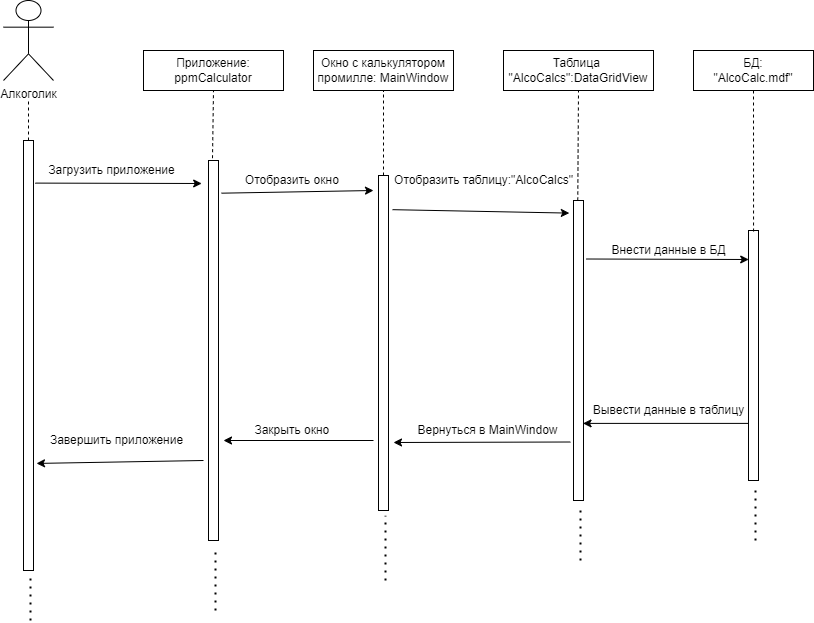 Приложение:
ppmCalculator
Окно с калькулятором
промилле: MainWindow
Таблица
"AlcoCalcs":DataGridView
БД:
"AlcoCalc.mdf"
Алкоголик
Загрузить приложение
Отобразить окно
Отобразить таблицу:"AlcoCalcs"
Внести данные в БД
Вывести данные в таблицу
Вернуться в MainWindow
Закрыть окно
Завершить приложение